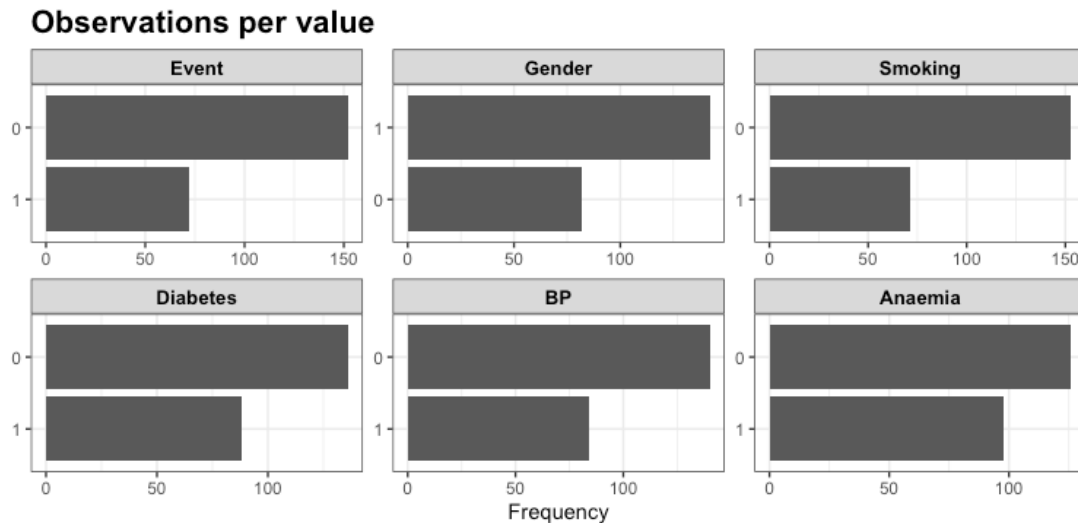 Observations per value
Event Gender Smoking
0 1 0
1 0 1
0 50 100 150 0 50 100 0 50 100 150
Diabetes BP Anaemia
0 0 0
1 1 1
0 50 100 0 50 100 0 50 100
Frequency